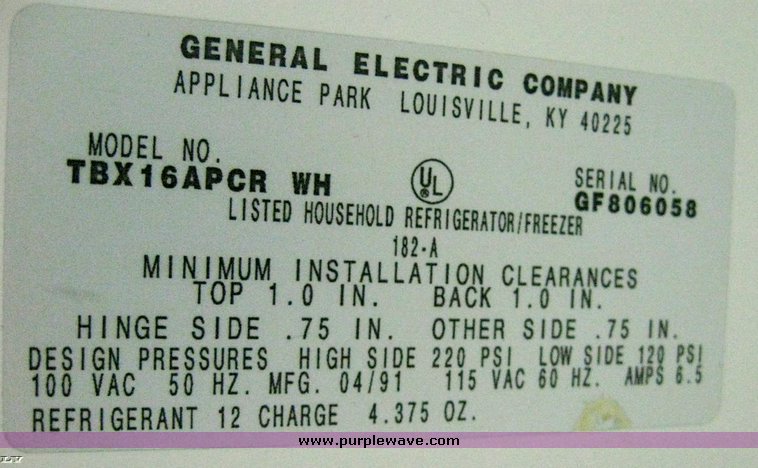 GENERAL ELECTRIC COMPANY
APPLIANCE PARK LOUISVILLE, KY 40225
MODEL NO.
TBX16APCR WH
UL ®
SERIAL NO.
GF806058
LISTED HOUSEHOLD REFRIGERATOR/FREEZER
182-A
MINIMUM INSTALLATION CLEARANCES
TOP 1.0 IN. BACK 1.0 IN.
HINGE SIDE .75 IN. OTHER SIDE .75 IN.
DESIGN PRESSURES HIGH SIDE 220 PSI LOW SIDE 120 PSI
100 VAC 50 HZ. MFG. 04/91 115 VAC 60 HZ. AMPS 6.5
REFRIGERANT 12 CHARGE 4.375 OZ.
www.purplewave.com